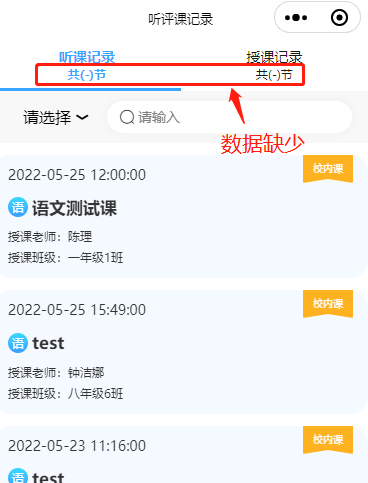 听评课记录
听课记录
授课记录
共(-)节
共(-)节
请选择
请输入
数据缺少
2022-05-25 12:00:00
校内课
语 语文测试课
授课老师：陈理
授课班级：一年级1班
2022-05-25 15:49:00
校内课
语 test
授课老师：钟洁娜
授课班级：八年级6班
2022-05-23 11:16:00
校内课
语 test